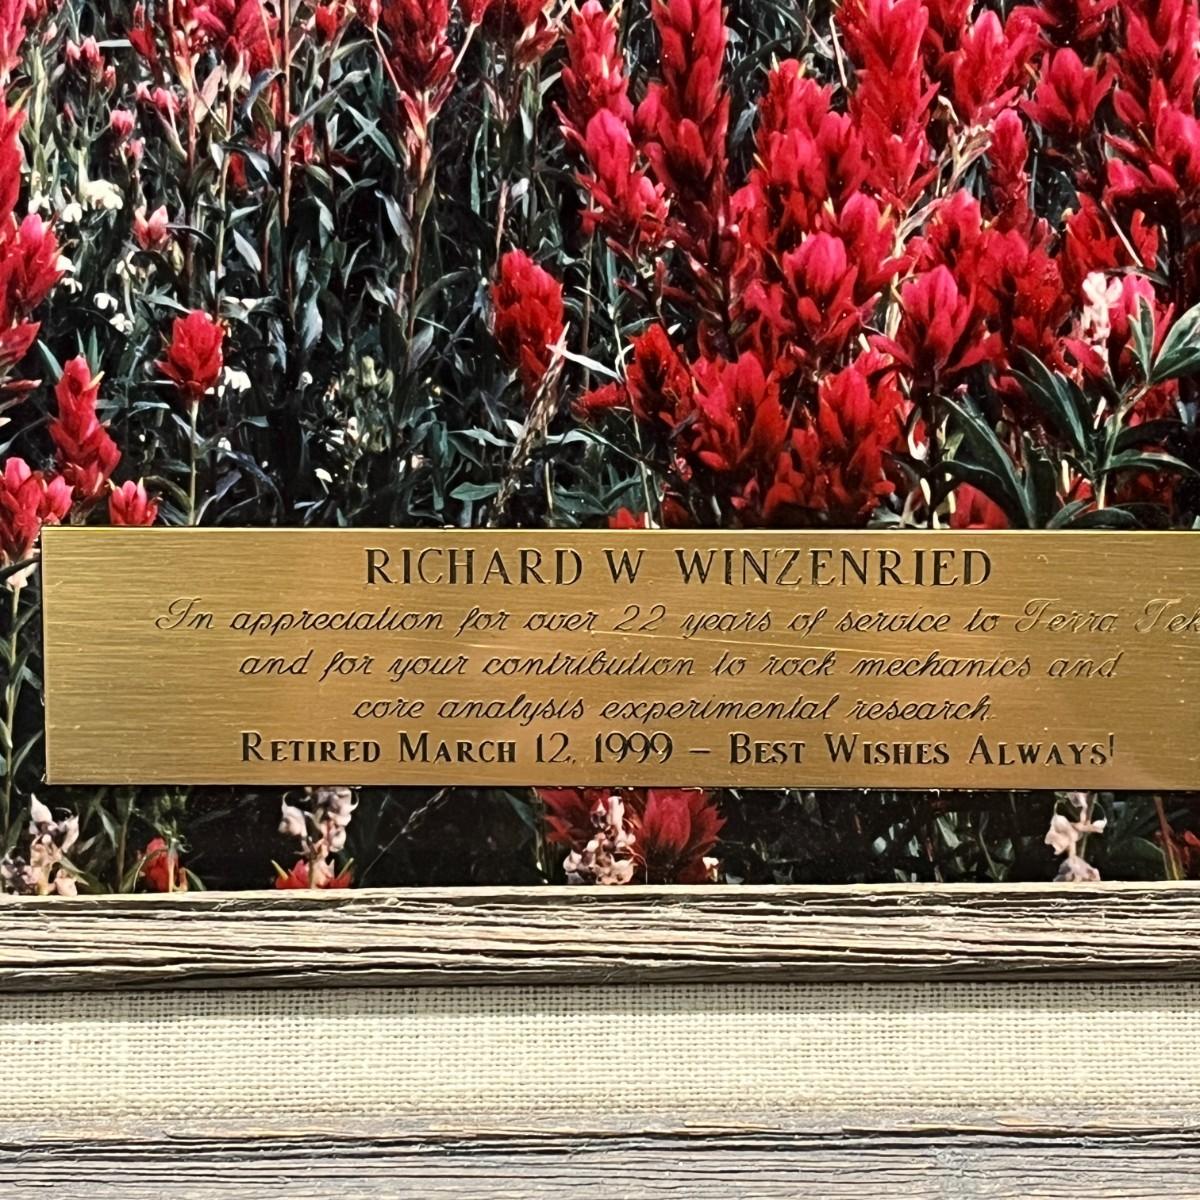 RICHARD W. WINZENRIED
In appreciation for over 22 years of service to Terra Tek
and for your contribution to rock mechanics and
core analysis experimental research.
RETIRED MARCH 12, 1999 – BEST WISHES ALWAYS!